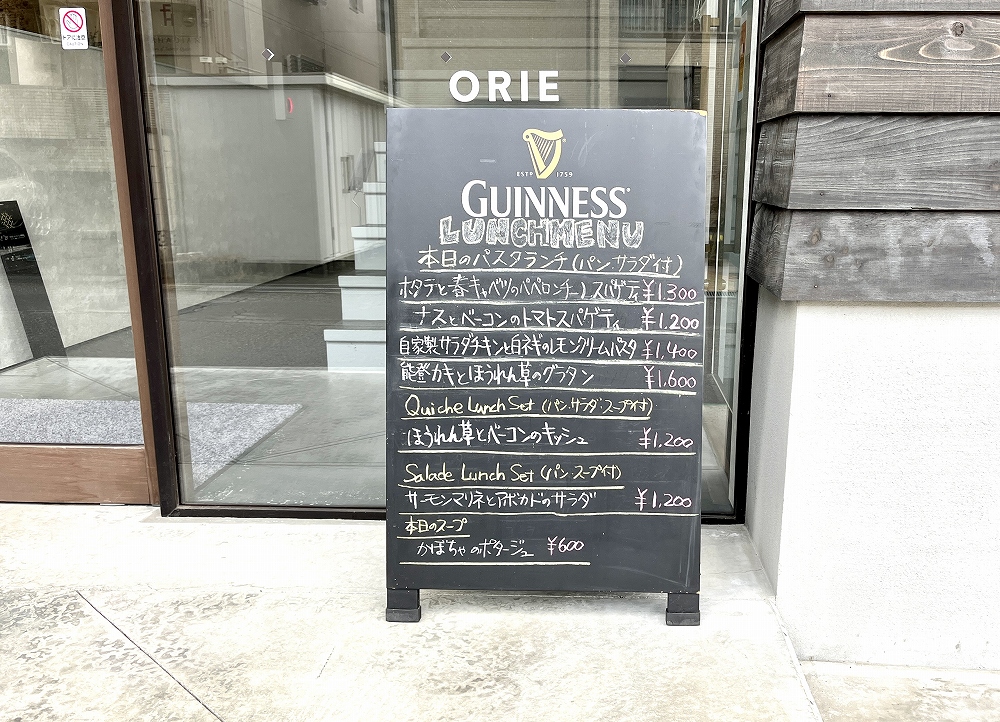 ドアに注意
ORIE
ESTD 1759
GUINNESS
LUNCH MENU
本日のパスタランチ(パン.サラダ付)
ホタテと春キャベツのペペロンチーノスパゲティ ¥1.300
ナスとベーコンのトマトスパゲティ ¥1.200
自家製サラダチキンと白ネギのレモンクリームパスタ ¥1,400
能登カキとほうれん草のグラタン ¥1,600
Quiche Lunch Set (パン.サラダ.スープ付)
ほうれん草とベーコンのキッシュ ¥1.200
Salade Lunch Set (パン.スープ付)
サーモンマリネとアボカドのサラダ ¥1,200
本日のスープ
かぼちゃのポタージュ ¥600